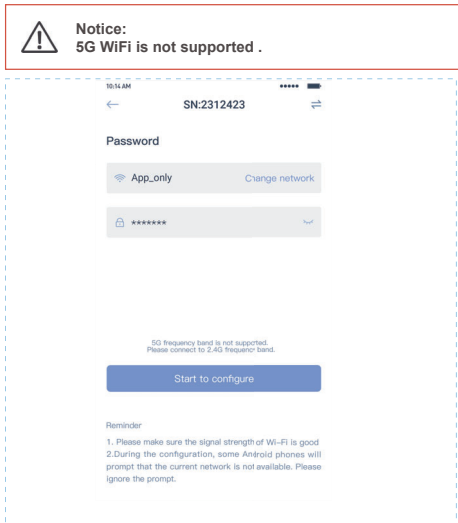 Notice:
5G WiFi is not supported .
10:14 AM
SN:2312423
Password
App_only Change network
*******
5G frequency band is not supported.
Please connect to 2.4G frequency band.
Start to configure
Reminder
1. Please make sure the signal strength of Wi-Fi is good
2.During the configuration, some Android phones will
prompt that the current network is not available. Please
ignore the prompt.